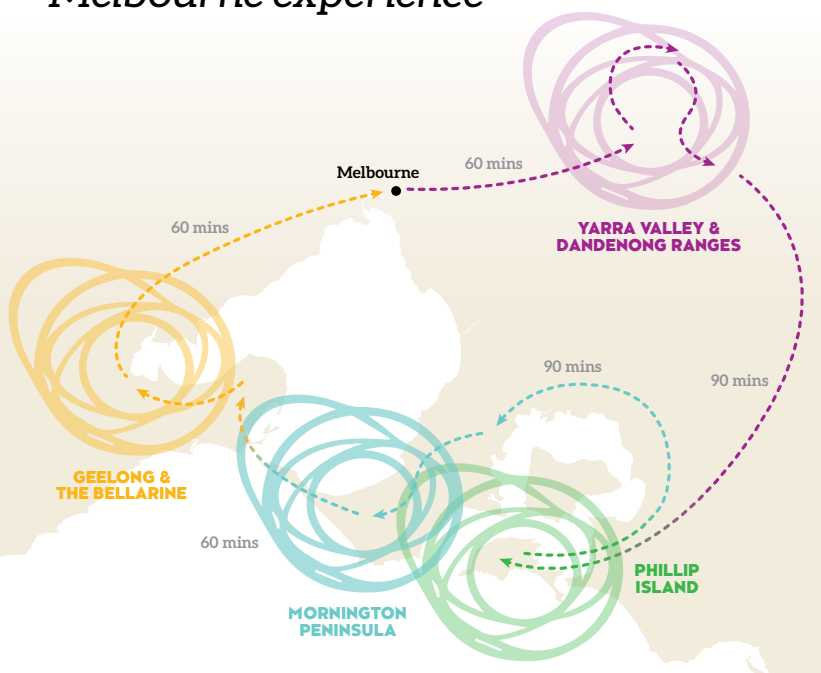 Melbourne experience
Melbourne
60 mins
60 mins
YARRA VALLEY &
DANDENONG RANGES
90 mins
90 mins
GEELONG &
THE BELLARINE
60 mins
PHILLIP
ISLAND
MORNINGTON
PENINSULA